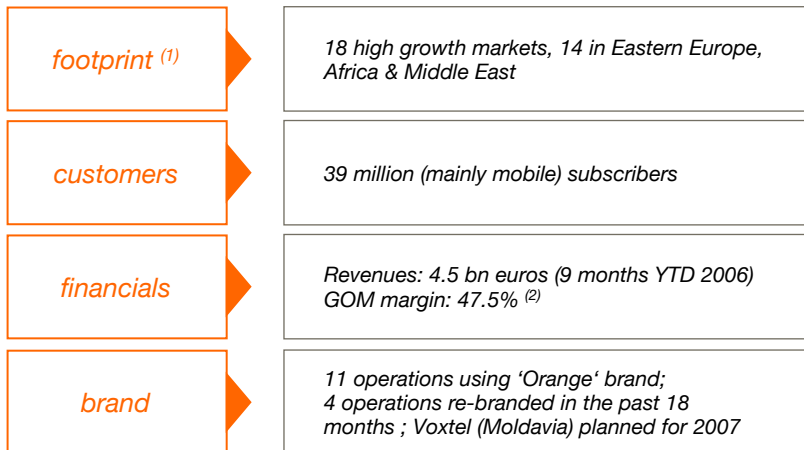 footprint (1)
18 high growth markets, 14 in Eastern Europe,
Africa & Middle East
customers
39 million (mainly mobile) subscribers
financials
Revenues: 4.5 bn euros (9 months YTD 2006)
GOM margin: 47.5% (2)
brand
11 operations using ‘Orange‘ brand;
4 operations re-branded in the past 18
months ; Voxtel (Moldavia) planned for 2007